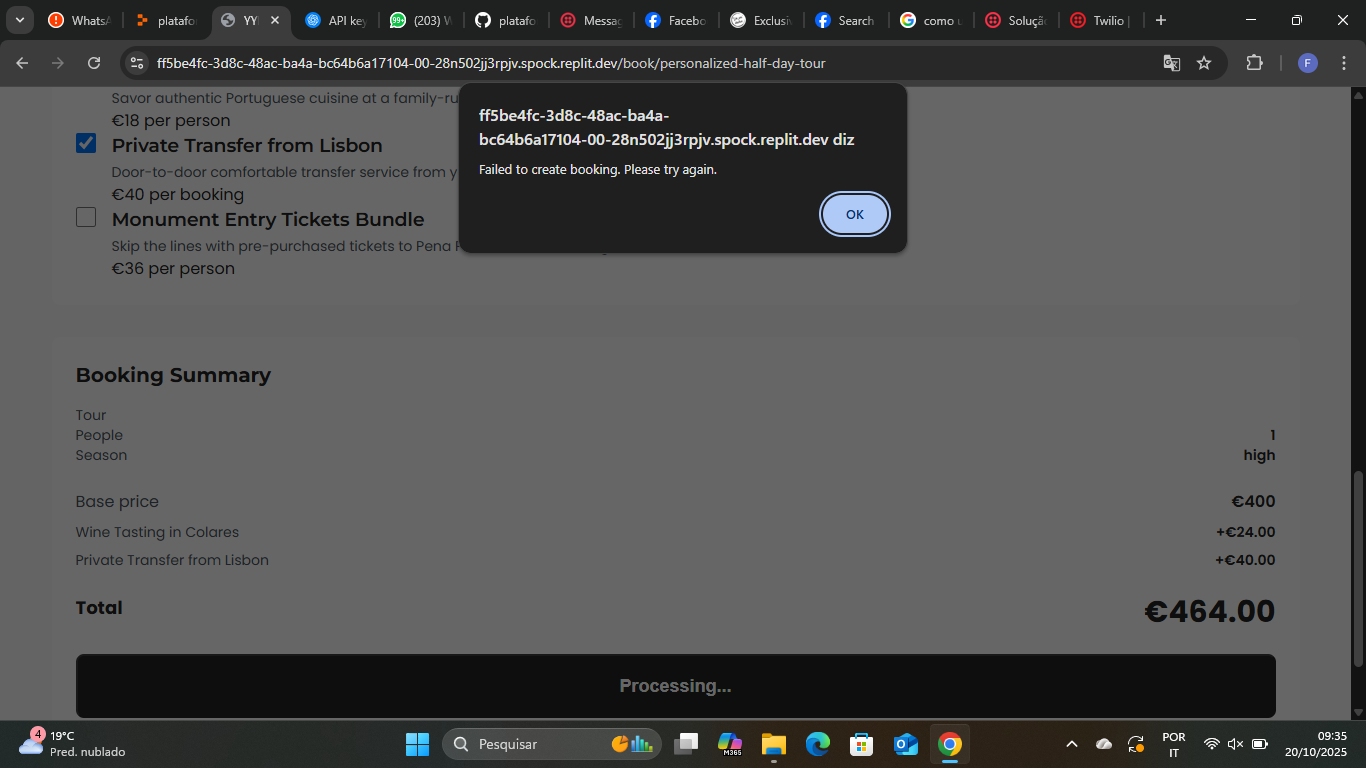 WhatsA
platafo
YY
API key
(203) W
platafo
Messag
Facebo
Exclusiv
Search
como u
Soluçã
Twilio |
ff5be4fc-3d8c-48ac-ba4a-bc64b6a17104-00-28n502jj3rpjv.spock.replit.dev/book/personalized-half-day-tour
F
ff5be4fc-3d8c-48ac-ba4a-
bc64b6a17104-00-28n502jj3rpjv.spock.replit.dev diz
Failed to create booking. Please try again.
OK
Savor authentic Portuguese cuisine at a family-ru
€18 per person
Private Transfer from Lisbon
Door-to-door comfortable transfer service from y
€40 per booking
Monument Entry Tickets Bundle
Skip the lines with pre-purchased tickets to Pena P
€36 per person
Booking Summary
Tour
People 1
Season high
Base price €400
Wine Tasting in Colares +€24.00
Private Transfer from Lisbon +€40.00
Total €464.00
Processing...
4
19°C
Pred. nublado
Pesquisar
M365
POR
IT
09:35
20/10/2025